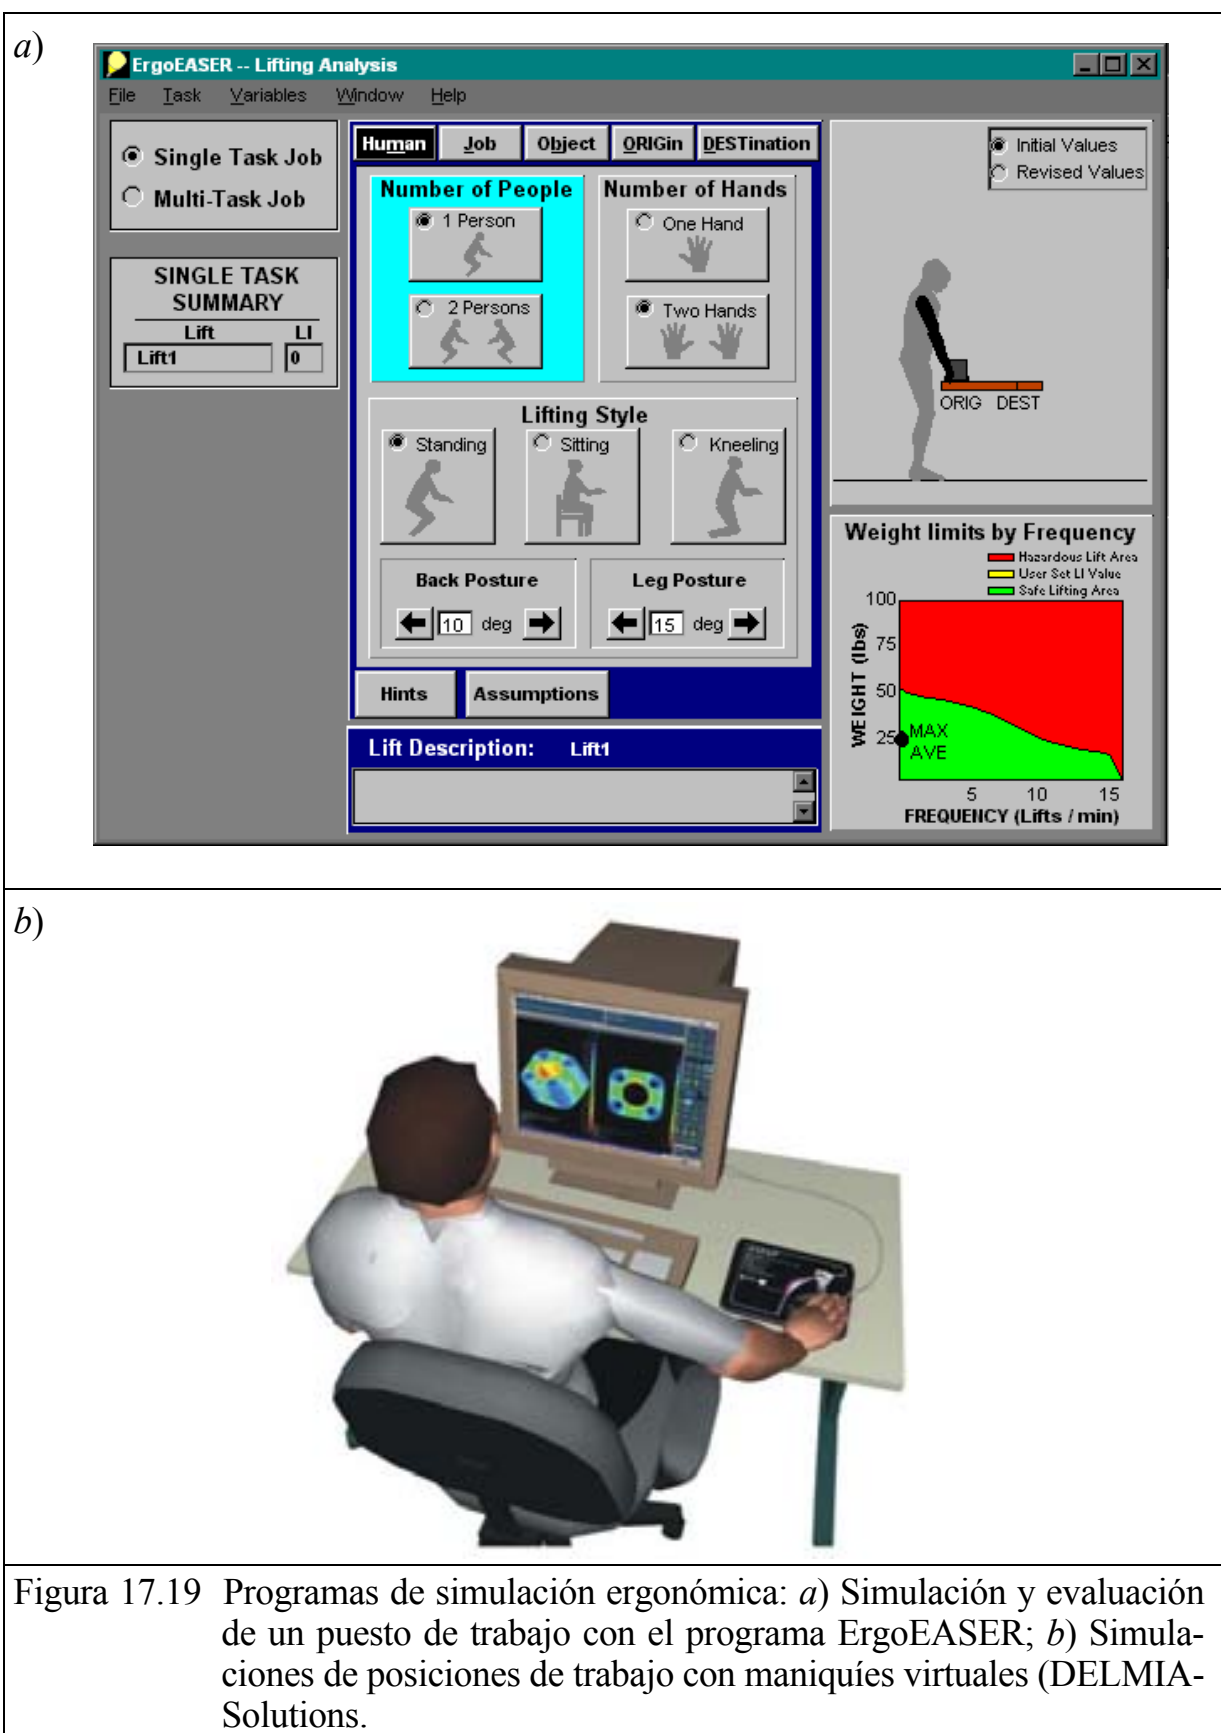 a)
ErgoEASER -- Lifting Analysis
File Task Variables Window Help
Single Task Job
Multi-Task Job
SINGLE TASK
SUMMARY
Lift LI
Lift1 0
Human Job Object ORIGin DESTination
Number of People
1 Person
2 Persons
Number of Hands
One Hand
Two Hands
Lifting Style
Standing Sitting Kneeling
Back Posture
10 deg
Leg Posture
15 deg
Hints Assumptions
Lift Description: Lift1
Initial Values
Revised Values
ORIG DEST
Weight limits by Frequency
Hazardous Lift Area
User Set LI Value
Safe Lifting Area
WEIGHT (lbs)
100
75
50
25
MAX
AVE
5 10 15
FREQUENCY (Lifts / min)
b)
Figura 17.19 Programas de simulación ergonómica: a) Simulación y evaluación
de un puesto de trabajo con el programa ErgoEASER; b) Simula-
ciones de posiciones de trabajo con maniquíes virtuales (DELMIA-
Solutions.